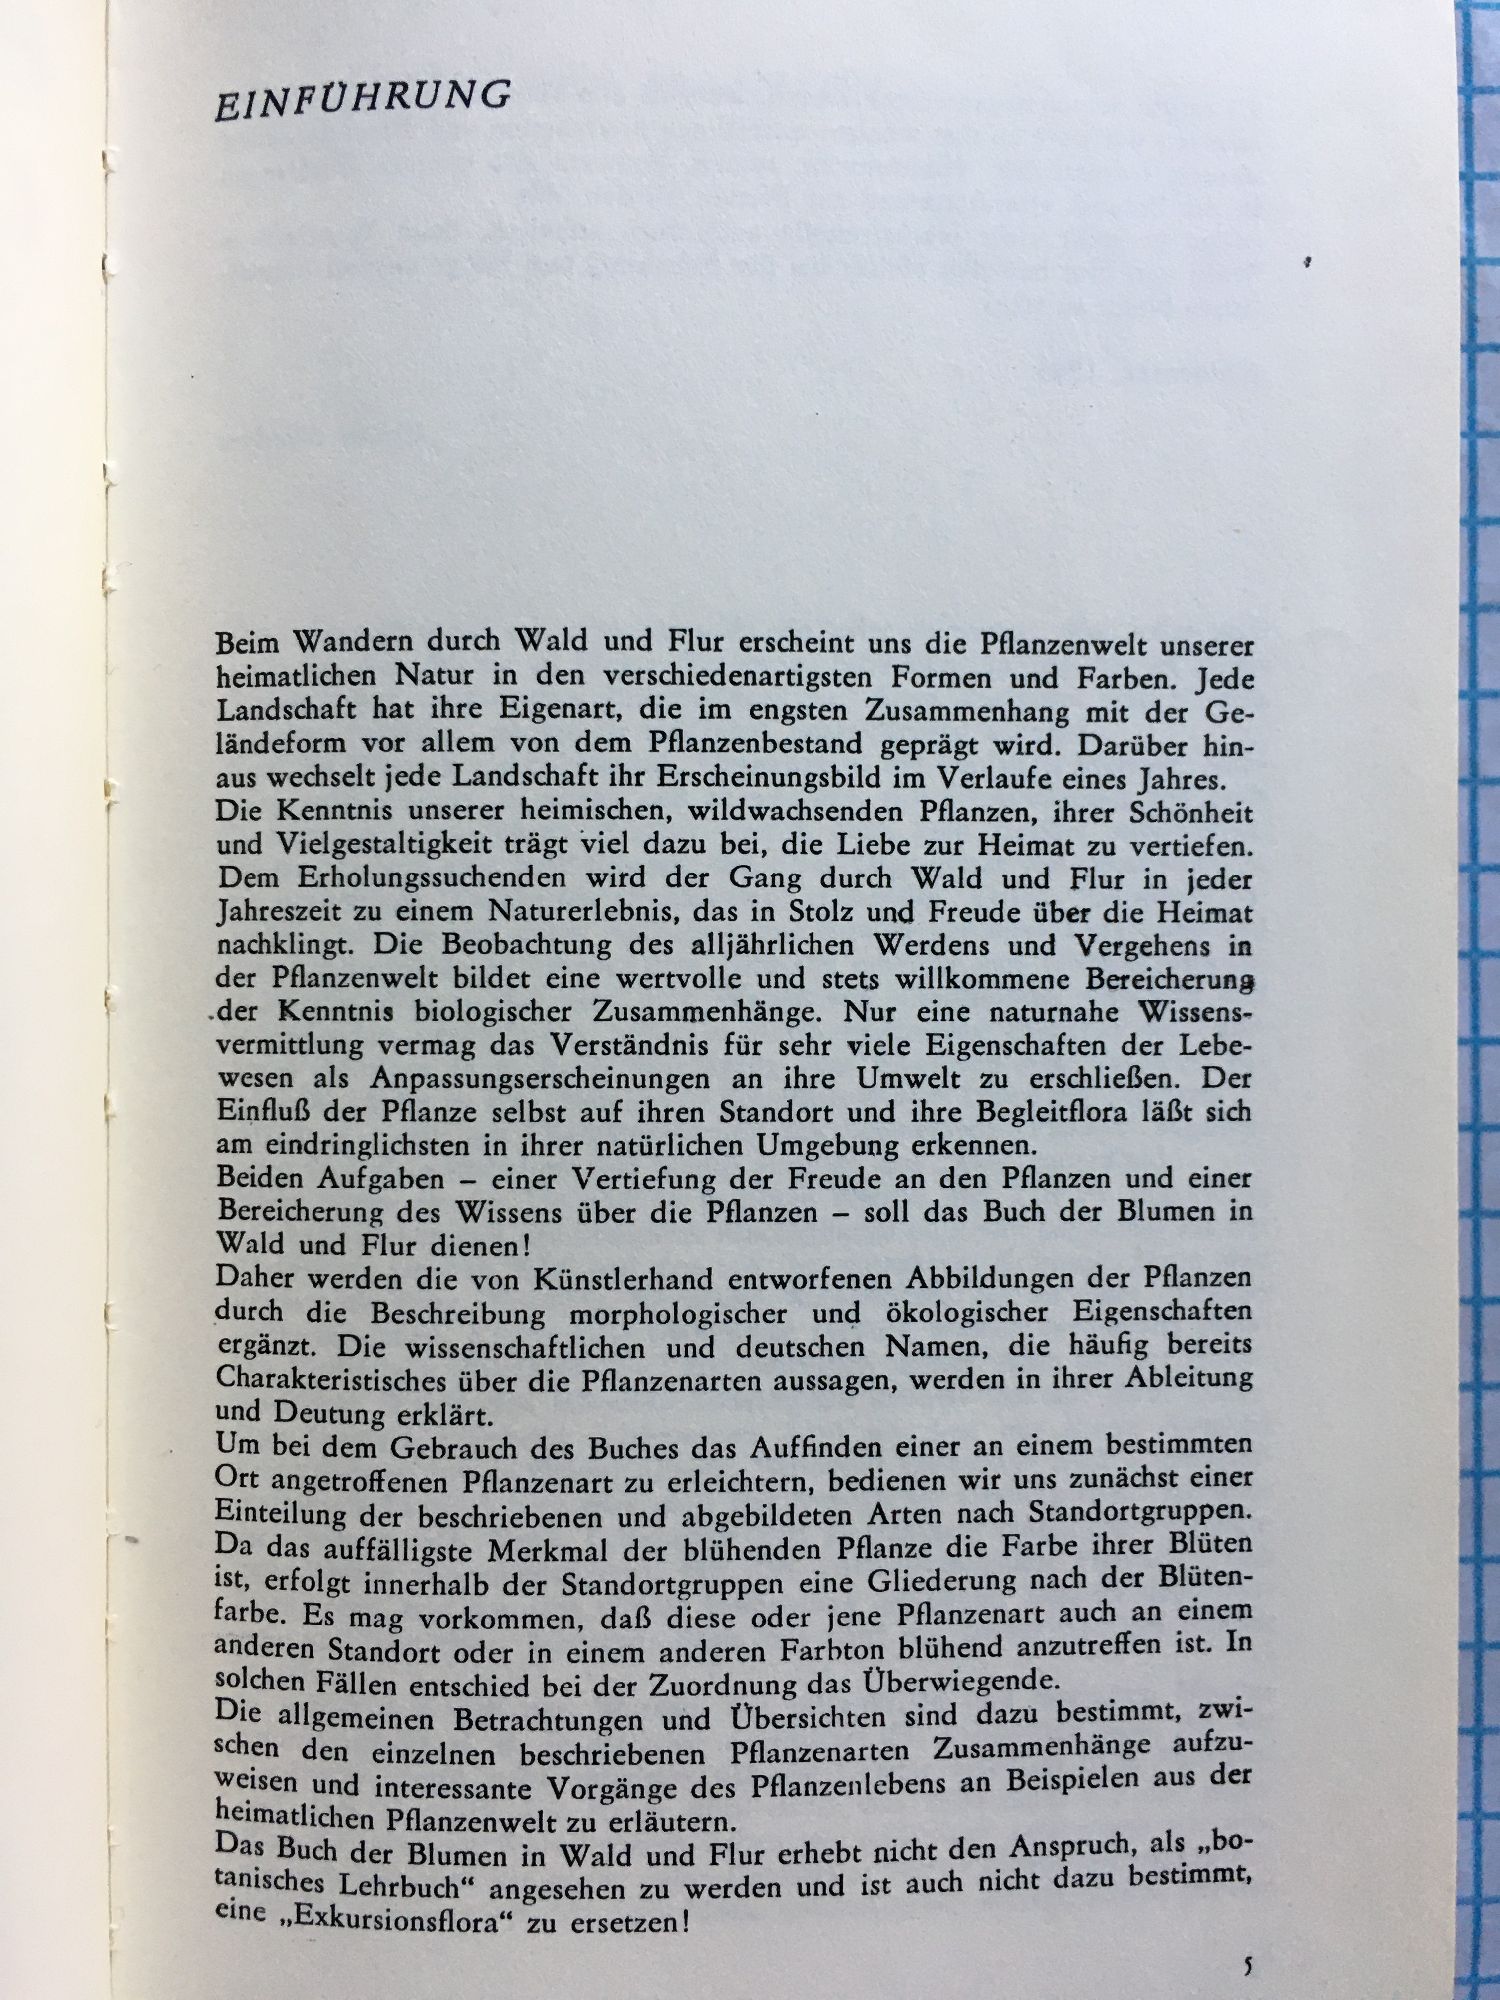 EINFÜHRUNG
Beim Wandern durch Wald und Flur erscheint uns die Pflanzenwelt unserer
heimatlichen Natur in den verschiedenartigsten Formen und Farben. Jede
Landschaft hat ihre Eigenart, die im engsten Zusammenhang mit der Ge-
ländeform vor allem von dem Pflanzenbestand geprägt wird. Darüber hin-
aus wechselt jede Landschaft ihr Erscheinungsbild im Verlaufe eines Jahres.
Die Kenntnis unserer heimischen, wildwachsenden Pflanzen, ihrer Schönheit
und Vielgestaltigkeit trägt viel dazu bei, die Liebe zur Heimat zu vertiefen.
Dem Erholungssuchenden wird der Gang durch Wald und Flur in jeder
Jahreszeit zu einem Naturerlebnis, das in Stolz und Freude über die Heimat
nachklingt. Die Beobachtung des alljährlichen Werdens und Vergehens in
der Pflanzenwelt bildet eine wertvolle und stets willkommene Bereicherung
der Kenntnis biologischer Zusammenhänge. Nur eine naturnahe Wissens-
vermittlung vermag das Verständnis für sehr viele Eigenschaften der Lebe-
wesen als Anpassungserscheinungen an ihre Umwelt zu erschließen. Der
Einfluß der Pflanze selbst auf ihren Standort und ihre Begleitflora läßt sich
am eindringlichsten in ihrer natürlichen Umgebung erkennen.
Beiden Aufgaben – einer Vertiefung der Freude an den Pflanzen und einer
Bereicherung des Wissens über die Pflanzen – soll das Buch der Blumen in
Wald und Flur dienen!
Daher werden die von Künstlerhand entworfenen Abbildungen der Pflanzen
durch die Beschreibung morphologischer und ökologischer Eigenschaften
ergänzt. Die wissenschaftlichen und deutschen Namen, die häufig bereits
Charakteristisches über die Pflanzenarten aussagen, werden in ihrer Ableitung
und Deutung erklärt.
Um bei dem Gebrauch des Buches das Auffinden einer an einem bestimmten
Ort angetroffenen Pflanzenart zu erleichtern, bedienen wir uns zunächst einer
Einteilung der beschriebenen und abgebildeten Arten nach Standortgruppen.
Da das auffälligste Merkmal der blühenden Pflanze die Farbe ihrer Blüten
ist, erfolgt innerhalb der Standortgruppen eine Gliederung nach der Blüten-
farbe. Es mag vorkommen, daß diese oder jene Pflanzenart auch an einem
anderen Standort oder in einem anderen Farbton blühend anzutreffen ist. In
solchen Fällen entschied bei der Zuordnung das Überwiegende.
Die allgemeinen Betrachtungen und Übersichten sind dazu bestimmt, zwi-
schen den einzelnen beschriebenen Pflanzenarten Zusammenhänge aufzu-
weisen und interessante Vorgänge des Pflanzenlebens an Beispielen aus der
heimatlichen Pflanzenwelt zu erläutern.
Das Buch der Blumen in Wald und Flur erhebt nicht den Anspruch, als „bo-
tanisches Lehrbuch“ angesehen zu werden und ist auch nicht dazu bestimmt,
eine „Exkursionsflora“ zu ersetzen!
5